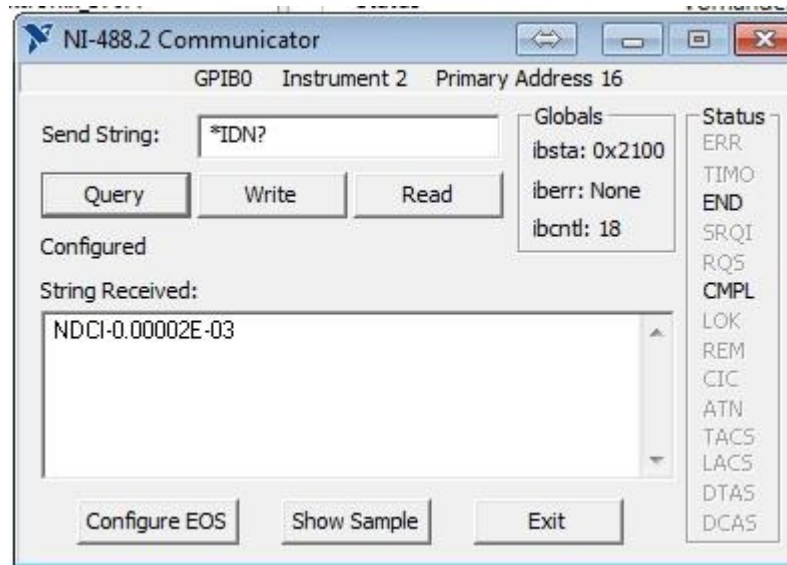 NI-488.2 Communicator
GPIB0 Instrument 2 Primary Address 16
Send String:
*IDN?
Query
Write
Read
Configured
String Received:
NDCI-0.00002E-03
Configure EOS
Show Sample
Exit
Globals
ibsta: 0x2100
iberr: None
ibcntl: 18
Status
ERR
TIMO
END
SRQI
RQS
CMPL
LOK
REM
CIC
ATN
TACS
LACS
DTAS
DCAS